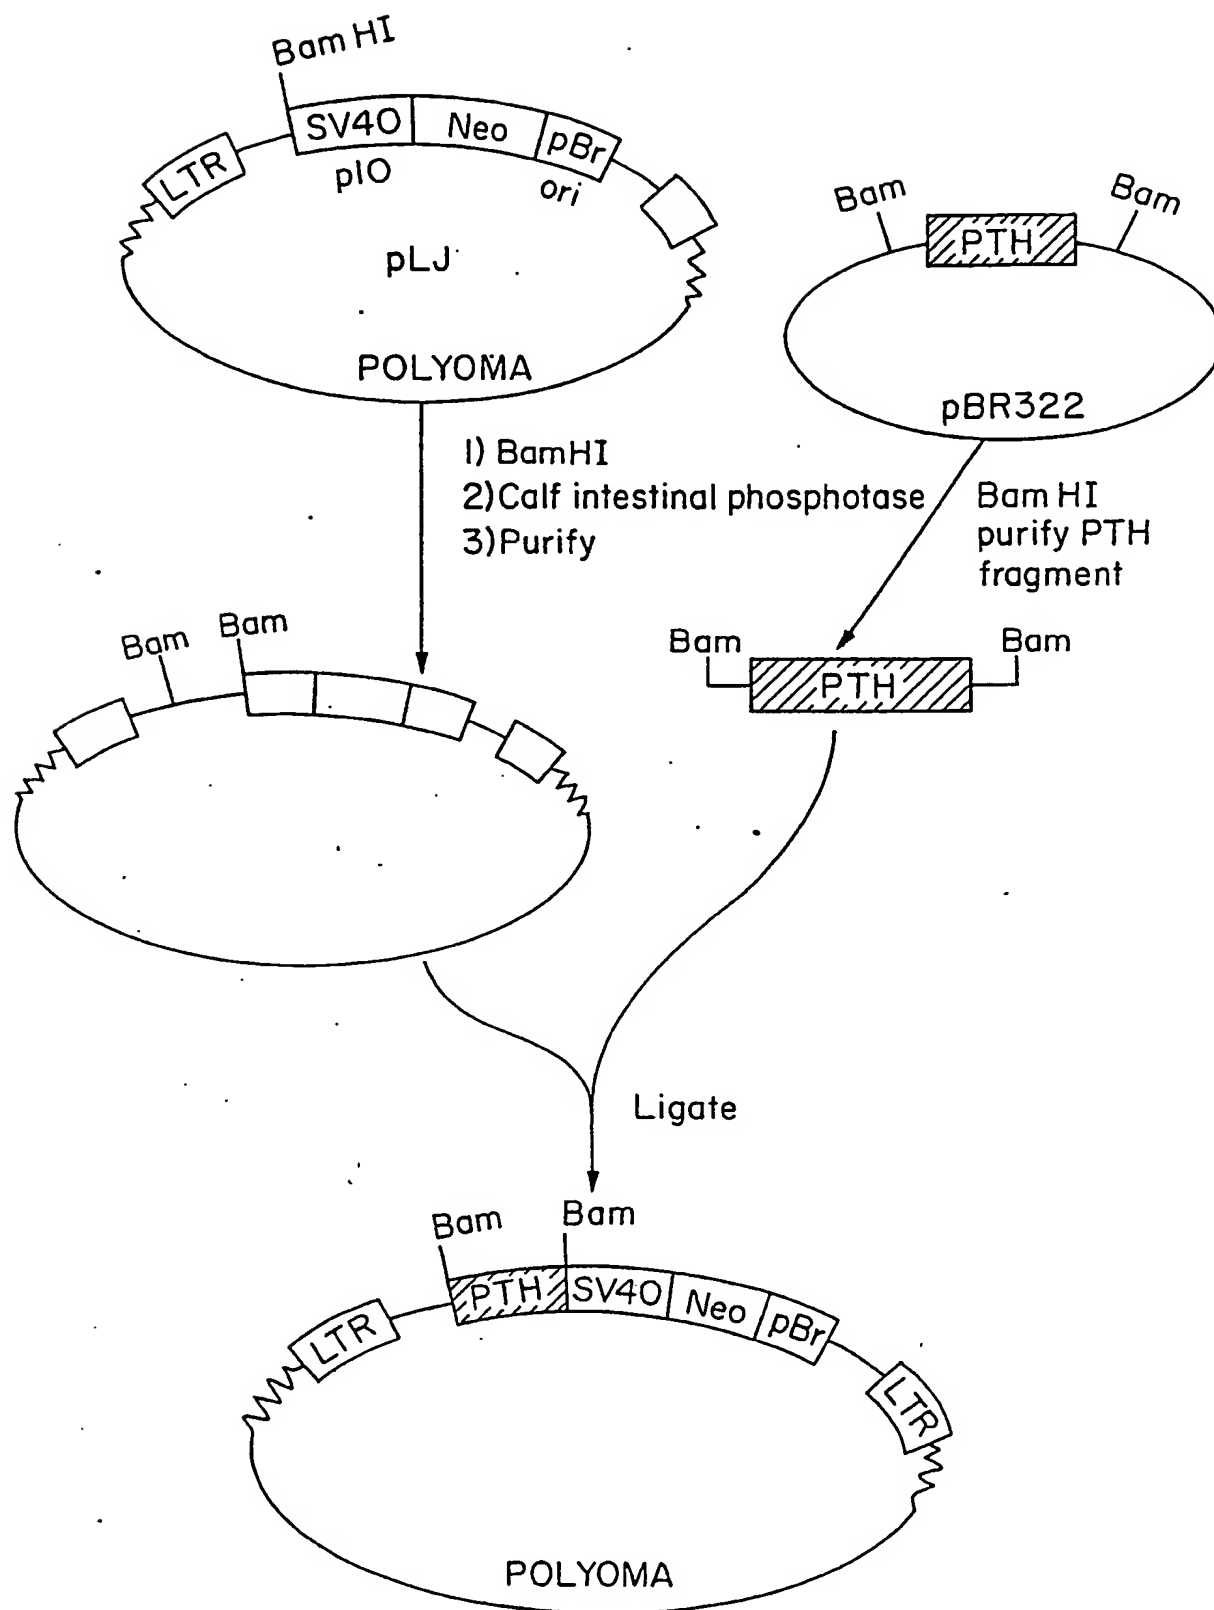 Bam HI
SV40
Neo
pBr
LTR
pIO
ori
pLJ
POLYOMA
Bam
Bam
PTH
pBR322
1) BamHI
2)Calf intestinal phosphotase
3)Purify
Bam HI
purify PTH
fragment
Bam
Bam
Bam
Bam
PTH
Ligate
Bam
Bam
PTH
SV40
Neo
pBr
LTR
LTR
POLYOMA